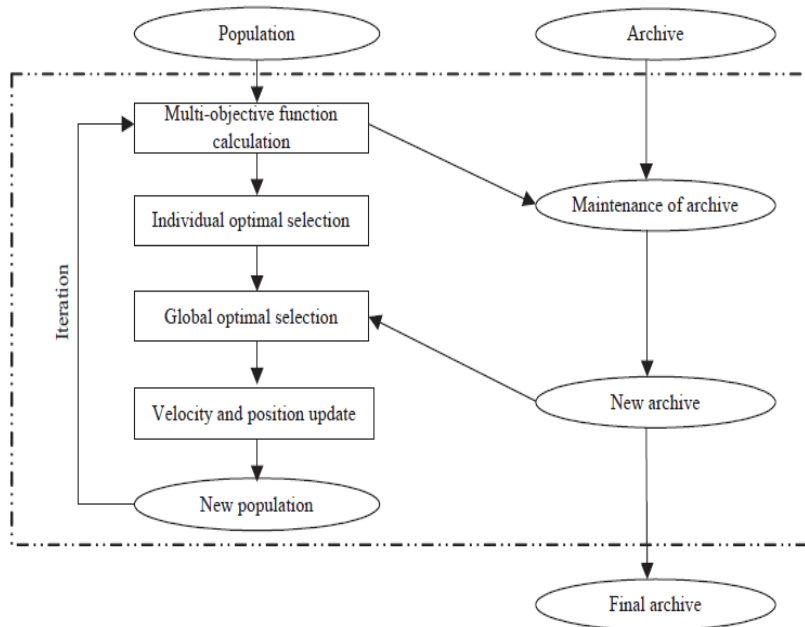 Population
Archive
Multi-objective function
calculation
Individual optimal selection
Maintenance of archive
Iteration
Global optimal selection
Velocity and position update
New archive
New population
Final archive